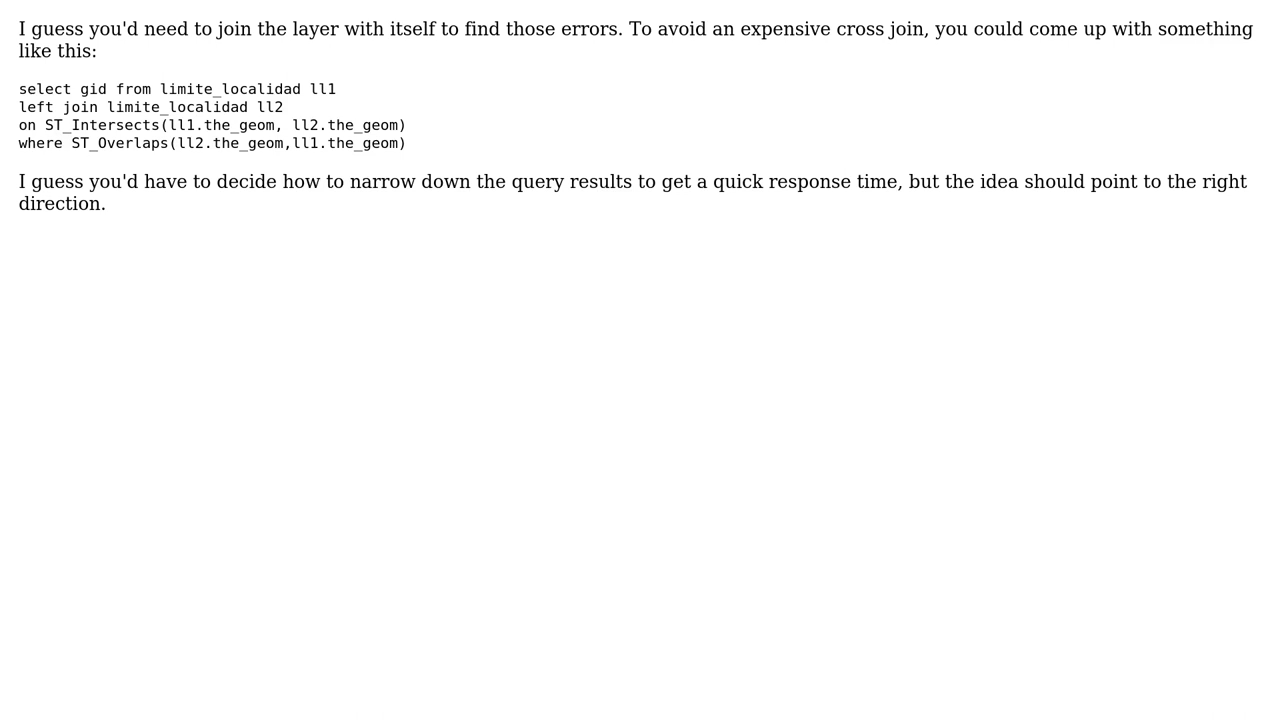 I guess you'd need to join the layer with itself to find those errors. To avoid an expensive cross join, you could come up with something
like this:
select gid from limite_localidad ll1
left join limite_localidad ll2
on ST_Intersects(ll1.the_geom, ll2.the_geom)
where ST_Overlaps(ll2.the_geom,ll1.the_geom)
I guess you'd have to decide how to narrow down the query results to get a quick response time, but the idea should point to the right
direction.